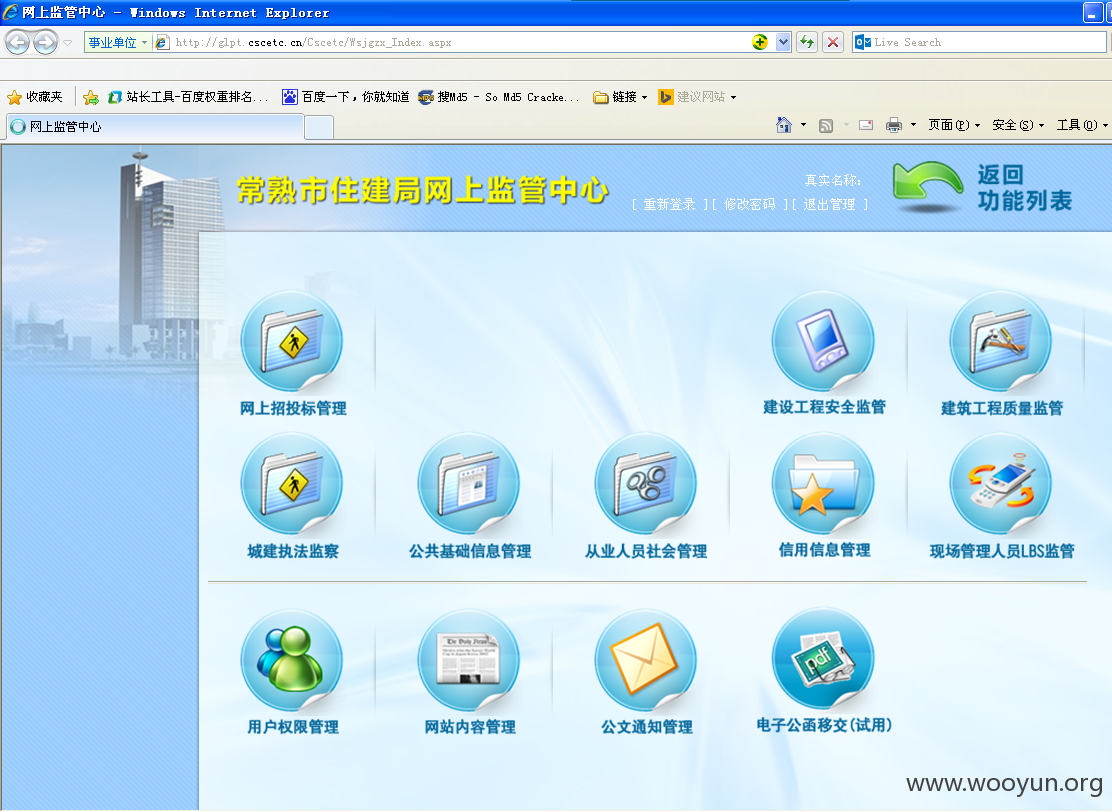 网上监管中心 - Windows Internet Explorer
事业单位 http://glpt.cscetc.cn/Cscetc/Wsjgzx_Index.aspx Live Search
收藏夹 站长工具-百度权重排名... 百度一下，你就知道 搜Md5 - So Md5 Cracke... 链接 建议网站
网上监管中心 页面(P) 安全(S) 工具(O)
常熟市住建局网上监管中心
真实名称:
[ 重新登录 ][ 修改密码 ][ 退出管理 ]
返回
功能列表
网上招投标管理 建设工程安全监管 建筑工程质量监管
城建执法监察 公共基础信息管理 从业人员社会管理 信用信息管理 现场管理人员LBS监管
The Daily News
pdf
用户权限管理 网站内容管理 公文通知管理 电子公函移交(试用)
www.wooyun.org